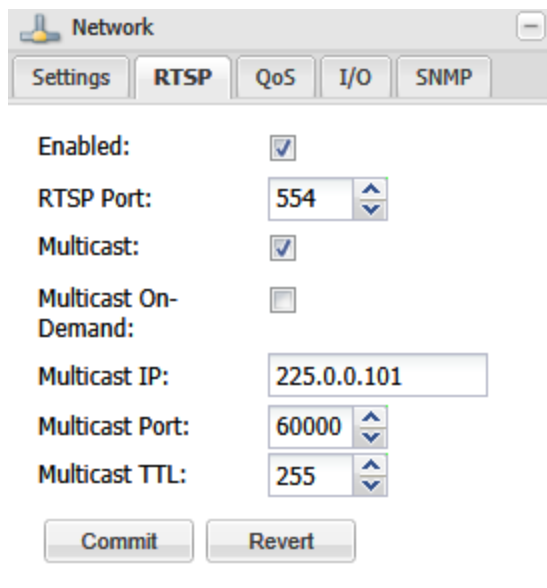 Network
Settings RTSP QoS I/O SNMP
Enabled:
RTSP Port: 554
Multicast:
Multicast On-
Demand:
Multicast IP: 225.0.0.101
Multicast Port: 60000
Multicast TTL: 255
Commit Revert